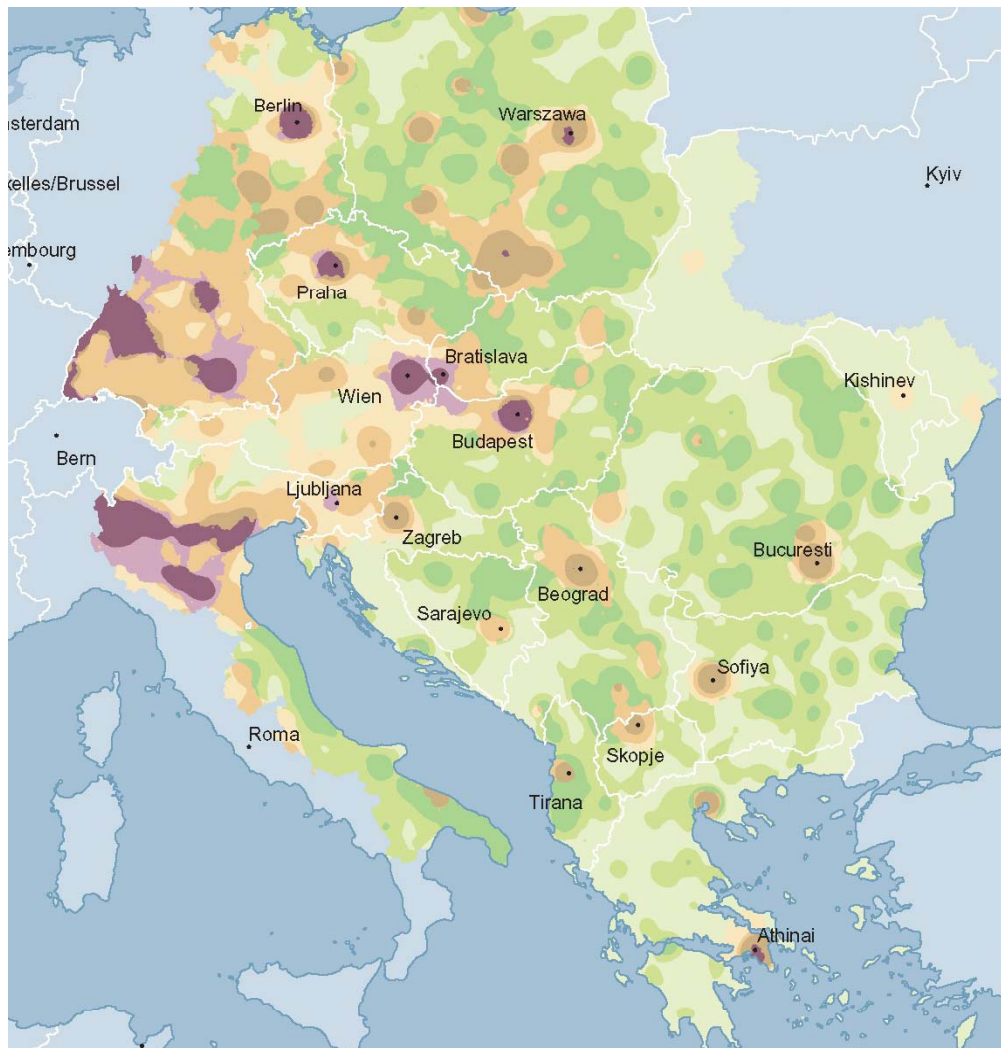 Berlin
Warszawa
msterdam
Kyiv
xelles/Brussel
embourg
Praha
Bratislava
Wien
Kishinev
Budapest
Bern
Ljubljana
Zagreb
Bucuresti
Beograd
Sarajevo
Sofiya
Roma
Skopje
Tirana
Athinai